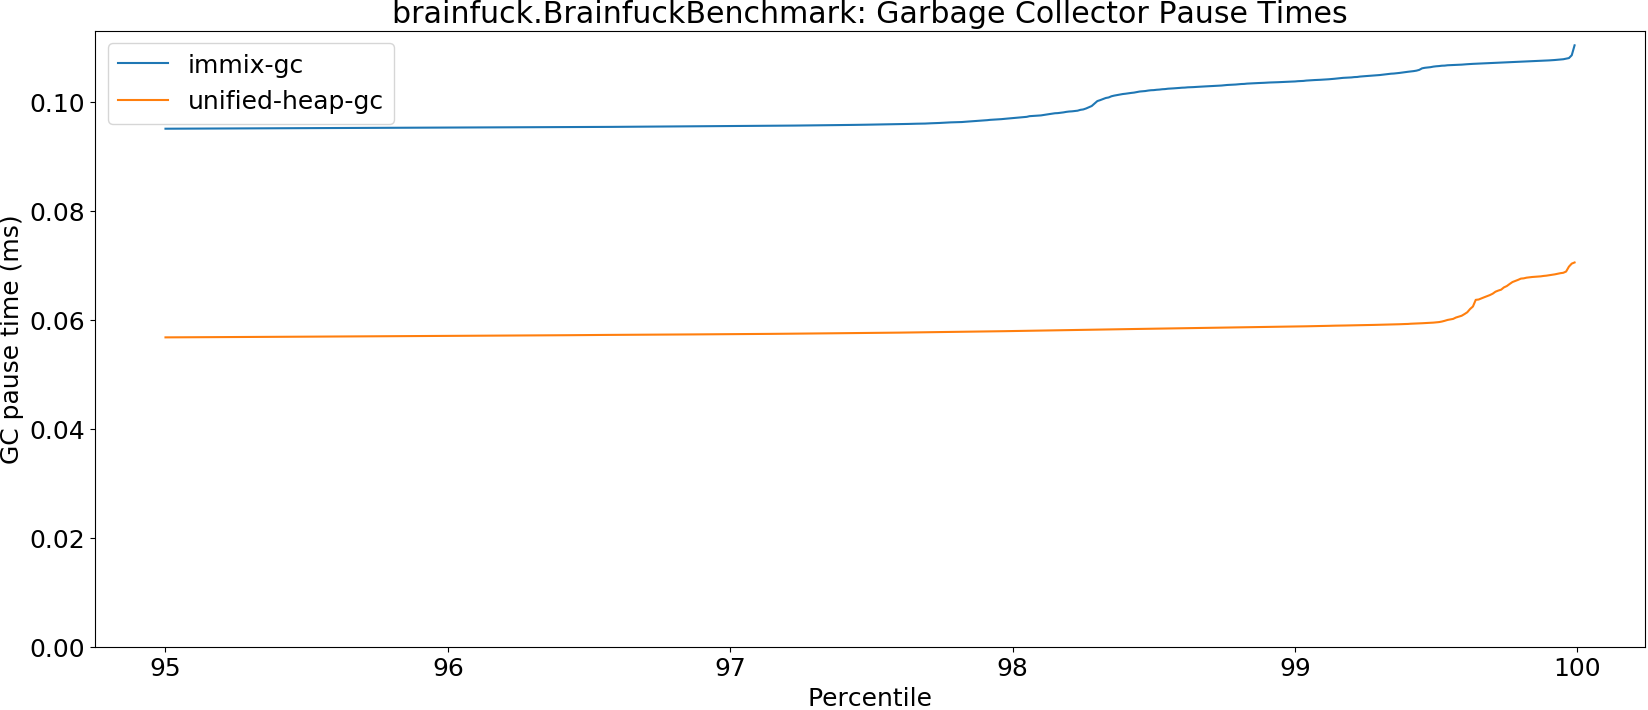 brainfuck.BrainfuckBenchmark: Garbage Collector Pause Times
immix-gc
unified-heap-gc
GC pause time (ms)
0.10
0.08
0.06
0.04
0.02
0.00
95 96 97 98 99 100
Percentile